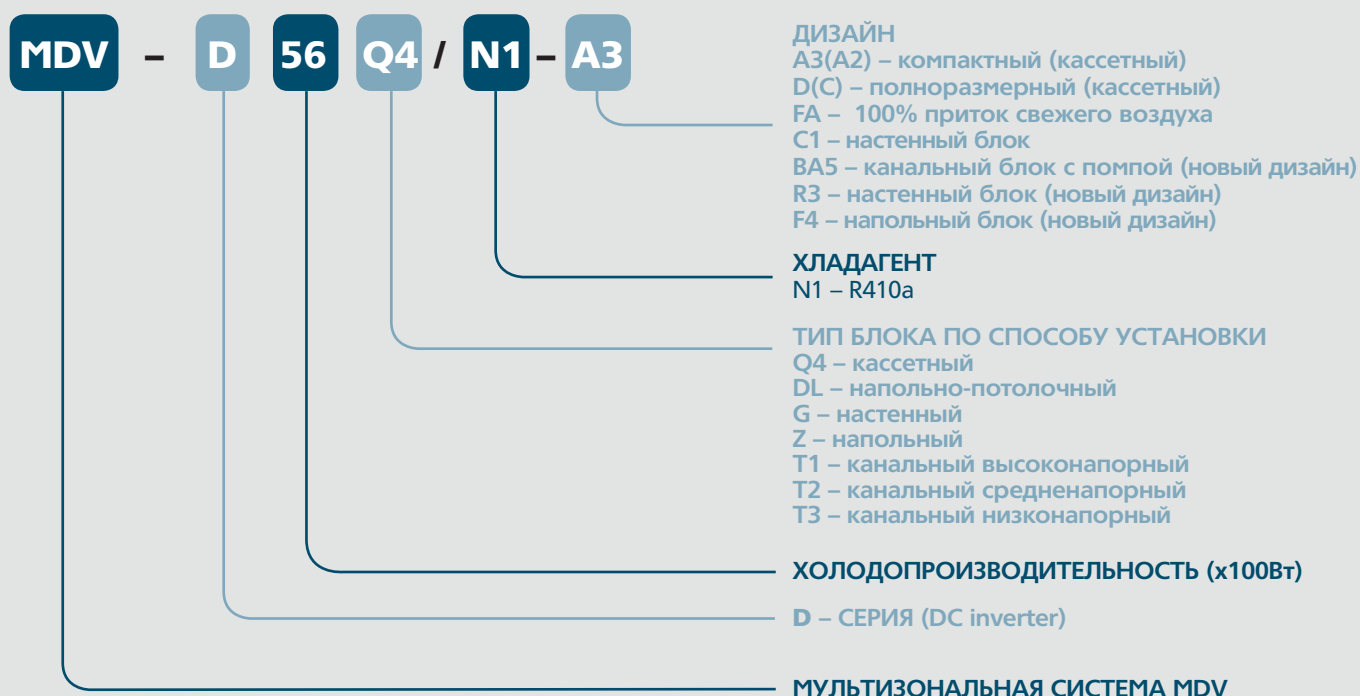 MDV – D 56 Q4 / N1 – A3
ДИЗАЙН
A3(A2) – компактный (кассетный)
D(C) – полноразмерный (кассетный)
FA – 100% приток свежего воздуха
C1 – настенный блок
BA5 – канальный блок с помпой (новый дизайн)
R3 – настенный блок (новый дизайн)
F4 – напольный блок (новый дизайн)
ХЛАДАГЕНТ
N1 – R410a
ТИП БЛОКА ПО СПОСОБУ УСТАНОВКИ
Q4 – кассетный
DL – напольно-потолочный
G – настенный
Z – напольный
T1 – канальный высоконапорный
T2 – канальный средненапорный
T3 – канальный низконапорный
ХОЛОДОПРОИЗВОДИТЕЛЬНОСТЬ (x100Вт)
D – СЕРИЯ (DC inverter)
МУЛЬТИЗОНАЛЬНАЯ СИСТЕМА MDV